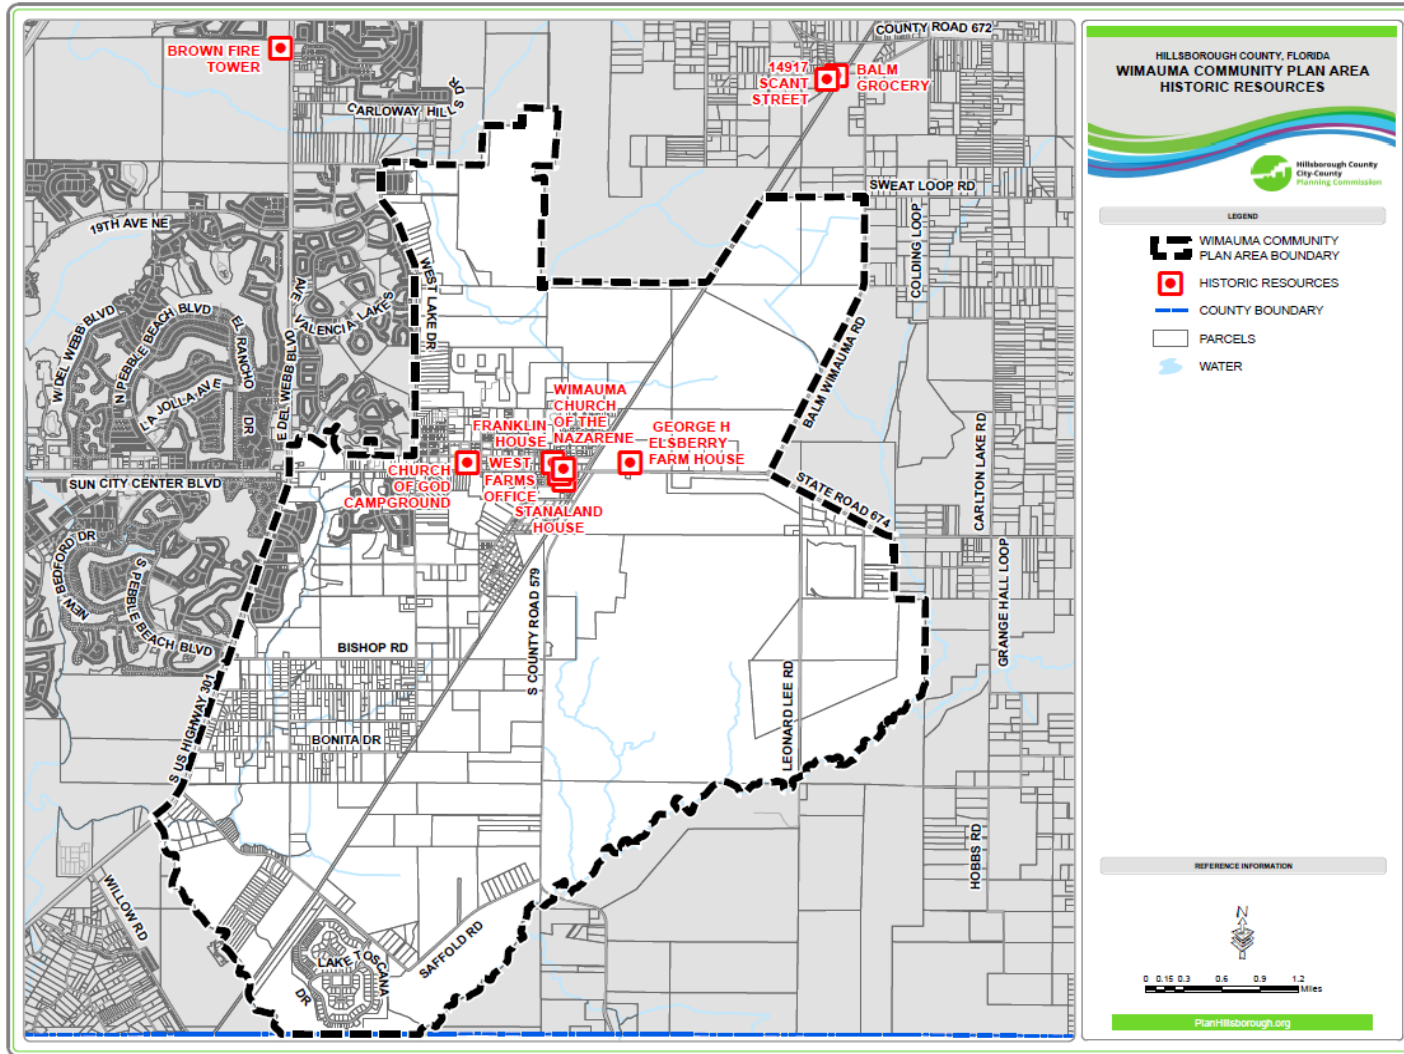 COUNTY ROAD 672
BROWN FIRE
TOWER
14917
SCANT
STREET
BALM
GROCERY
CARLOWAY HILLS DR
SWEAT LOOP RD
19TH AVE NE
COLDING LOOP
WEST LAKE DR
VALENCIA LAKES
AVE
W DEL WEBB BLVD
N PEBBLE BEACH BLVD
EL RANCHO
DR
LA JOLLA AVE
E DEL WEBB BLVD
BALM WIMAUMA RD
WIMAUMA
CHURCH
OF THE
NAZARENE
FRANKLIN
HOUSE
GEORGE H
ELSBERRY
FARM HOUSE
CARLTON LAKE RD
CHURCH
OF GOD
CAMPGROUND
WEST
FARMS
OFFICE
STANALAND
HOUSE
SUN CITY CENTER BLVD
STATE ROAD 674
NEW BEDFORD DR
S PEBBLE BEACH BLVD
S COUNTY ROAD 579
GRANGE HALL LOOP
BISHOP RD
S US HIGHWAY 301
LEONARD LEE RD
BONITA DR
HOBBS RD
WILLOW RD
SAFFOLD RD
LAKE TOSCANA
DR
HILLSBOROUGH COUNTY, FLORIDA
WIMAUMA COMMUNITY PLAN AREA
HISTORIC RESOURCES
Hillsborough County
City-County
Planning Commission
LEGEND
WIMAUMA COMMUNITY
PLAN AREA BOUNDARY
HISTORIC RESOURCES
COUNTY BOUNDARY
PARCELS
WATER
REFERENCE INFORMATION
N
0 0.15 0.3 0.6 0.9 1.2
Miles
PlanHillsborough.org